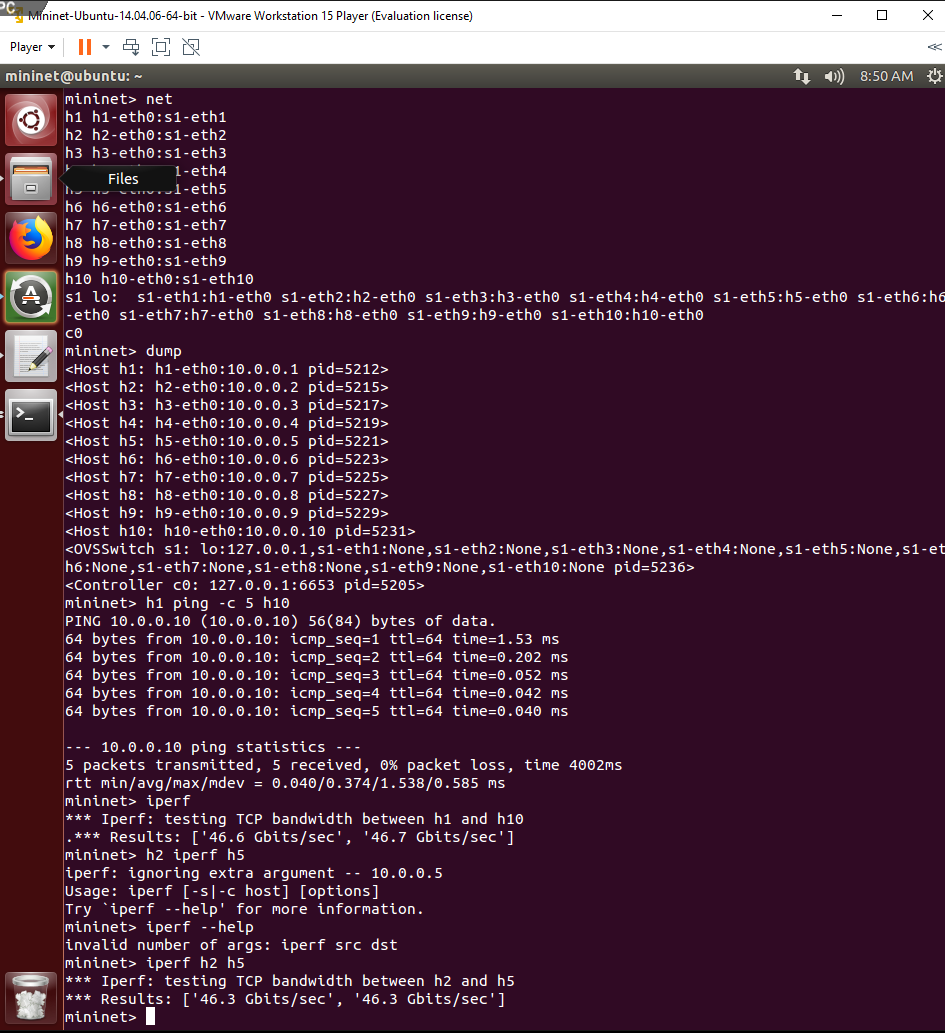 PC
Mininet-Ubuntu-14.04.06-64-bit - VMware Workstation 15 Player (Evaluation license)
Player
mininet@ubuntu: ~
8:50 AM
mininet> net
h1 h1-eth0:s1-eth1
h2 h2-eth0:s1-eth2
h3 h3-eth0:s1-eth3
1-eth4
Files
1-eth5
h6 h6-eth0:s1-eth6
h7 h7-eth0:s1-eth7
h8 h8-eth0:s1-eth8
h9 h9-eth0:s1-eth9
h10 h10-eth0:s1-eth10
s1 lo:  s1-eth1:h1-eth0 s1-eth2:h2-eth0 s1-eth3:h3-eth0 s1-eth4:h4-eth0 s1-eth5:h5-eth0 s1-eth6:h6
-eth0 s1-eth7:h7-eth0 s1-eth8:h8-eth0 s1-eth9:h9-eth0 s1-eth10:h10-eth0
c0
mininet> dump
<Host h1: h1-eth0:10.0.0.1 pid=5212>
<Host h2: h2-eth0:10.0.0.2 pid=5215>
<Host h3: h3-eth0:10.0.0.3 pid=5217>
<Host h4: h4-eth0:10.0.0.4 pid=5219>
<Host h5: h5-eth0:10.0.0.5 pid=5221>
<Host h6: h6-eth0:10.0.0.6 pid=5223>
<Host h7: h7-eth0:10.0.0.7 pid=5225>
<Host h8: h8-eth0:10.0.0.8 pid=5227>
<Host h9: h9-eth0:10.0.0.9 pid=5229>
<Host h10: h10-eth0:10.0.0.10 pid=5231>
<OVSSwitch s1: lo:127.0.0.1,s1-eth1:None,s1-eth2:None,s1-eth3:None,s1-eth4:None,s1-eth5:None,s1-et
h6:None,s1-eth7:None,s1-eth8:None,s1-eth9:None,s1-eth10:None pid=5236>
<Controller c0: 127.0.0.1:6653 pid=5205>
mininet> h1 ping -c 5 h10
PING 10.0.0.10 (10.0.0.10) 56(84) bytes of data.
64 bytes from 10.0.0.10: icmp_seq=1 ttl=64 time=1.53 ms
64 bytes from 10.0.0.10: icmp_seq=2 ttl=64 time=0.202 ms
64 bytes from 10.0.0.10: icmp_seq=3 ttl=64 time=0.052 ms
64 bytes from 10.0.0.10: icmp_seq=4 ttl=64 time=0.042 ms
64 bytes from 10.0.0.10: icmp_seq=5 ttl=64 time=0.040 ms
--- 10.0.0.10 ping statistics ---
5 packets transmitted, 5 received, 0% packet loss, time 4002ms
rtt min/avg/max/mdev = 0.040/0.374/1.538/0.585 ms
mininet> iperf
*** Iperf: testing TCP bandwidth between h1 and h10
.*** Results: ['46.6 Gbits/sec', '46.7 Gbits/sec']
mininet> h2 iperf h5
iperf: ignoring extra argument -- 10.0.0.5
Usage: iperf [-s|-c host] [options]
Try `iperf --help' for more information.
mininet> iperf --help
invalid number of args: iperf src dst
mininet> iperf h2 h5
*** Iperf: testing TCP bandwidth between h2 and h5
*** Results: ['46.3 Gbits/sec', '46.3 Gbits/sec']
mininet>